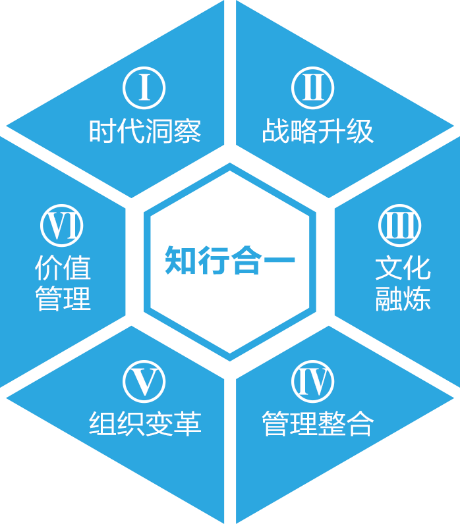 Ⅰ
时代洞察
Ⅱ
战略升级
Ⅲ
文化
融炼
Ⅳ
管理整合
Ⅴ
组织变革
Ⅵ
价值
管理
知行合一